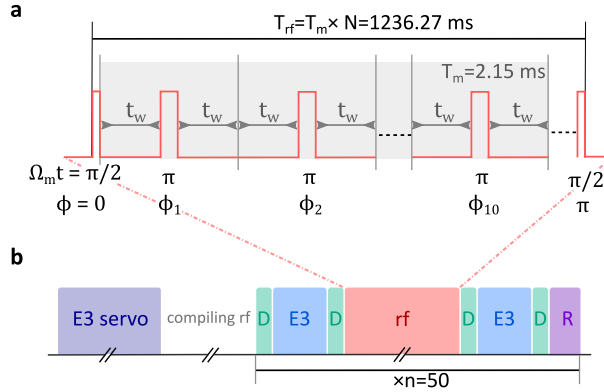 a
T_rf=T_m× N=1236.27 ms
T_m=2.15 ms
t_w t_w t_w t_w t_w t_w
Ω_mt = π/2 π π π π/2
ϕ = 0 ϕ_1 ϕ_2 ϕ_10 π
b
E3 servo compiling rf D E3 D rf D E3 D R
×n=50